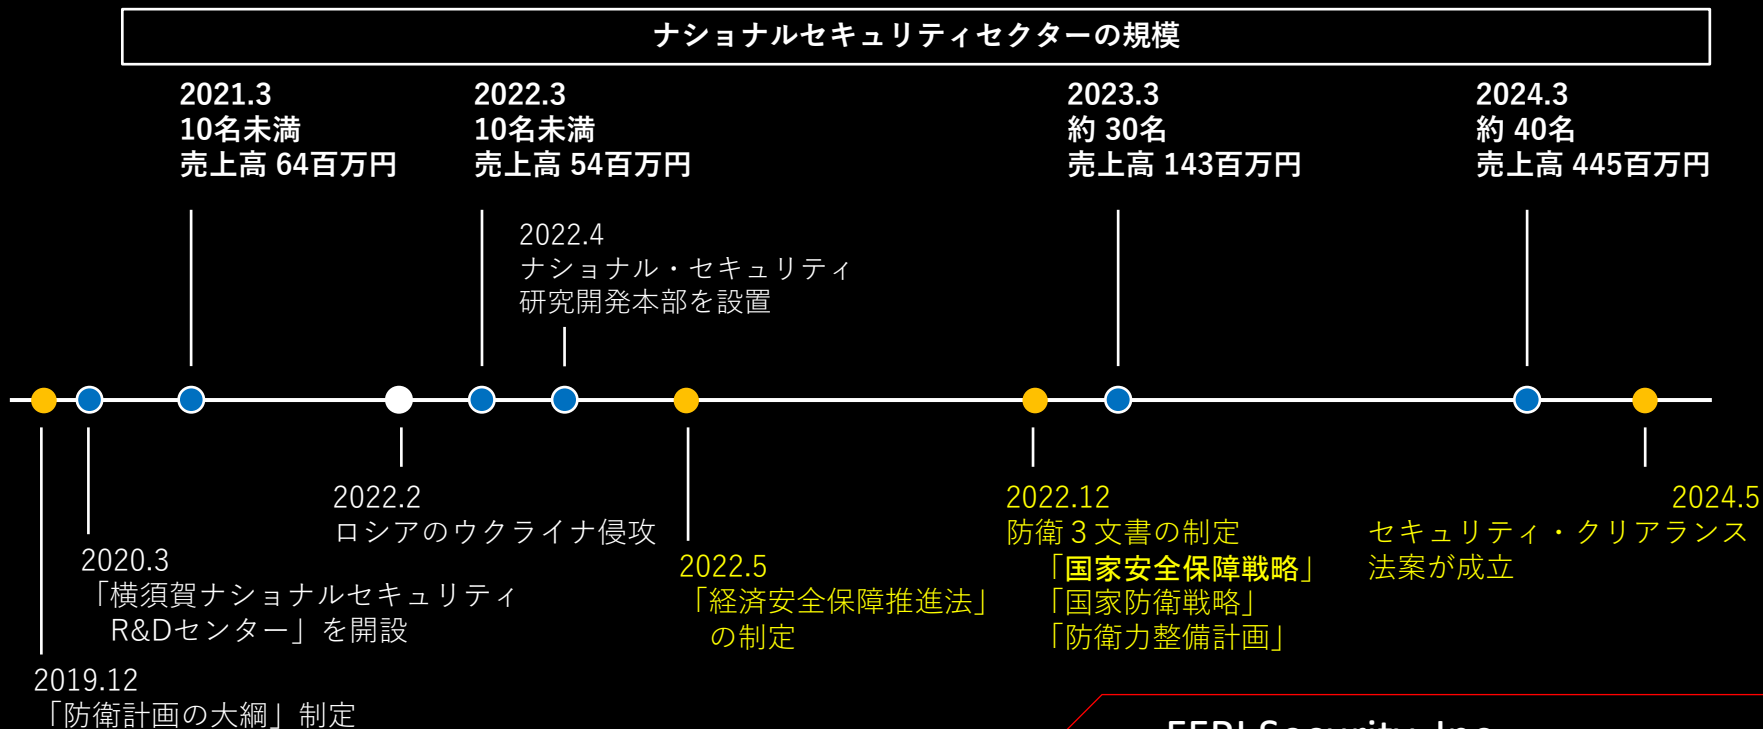 ナショナルセキュリティセクターの規模
2021.3
10名未満
売上高 64百万円
2022.3
10名未満
売上高 54百万円
2023.3
約 30名
売上高 143百万円
2024.3
約 40名
売上高 445百万円
2022.4
ナショナル・セキュリティ
研究開発本部を設置
2019.12
「防衛計画の大綱」制定
2020.3
「横須賀ナショナルセキュリティ
R&Dセンター」を開設
2022.2
ロシアのウクライナ侵攻
2022.5
「経済安全保障推進法」
の制定
2022.12
防衛３文書の制定
「国家安全保障戦略」
「国家防衛戦略」
「防衛力整備計画」
2024.5
セキュリティ・クリアランス
法案が成立